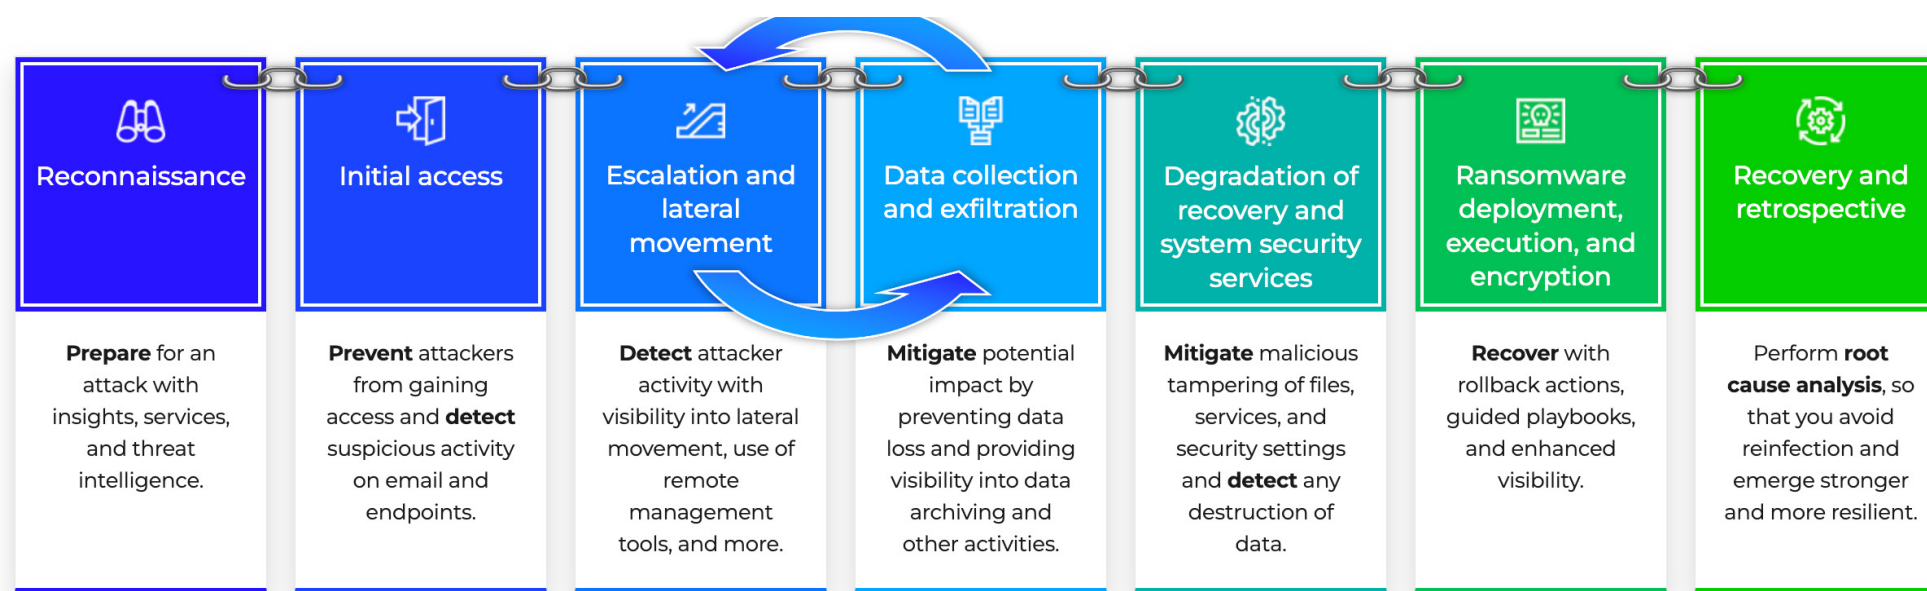 Reconnaissance
Prepare for an
attack with
insights, services,
and threat
intelligence.
Initial access
Prevent attackers
from gaining
access and detect
suspicious activity
on email and
endpoints.
Escalation and
lateral
movement
Detect attacker
activity with
visibility into lateral
movement, use of
remote
management
tools, and more.
Data collection
and exfiltration
Mitigate potential
impact by
preventing data
loss and providing
visibility into data
archiving and
other activities.
Degradation of
recovery and
system security
services
Mitigate malicious
tampering of files,
services, and
security settings
and detect any
destruction of
data.
Ransomware
deployment,
execution, and
encryption
Recover with
rollback actions,
guided playbooks,
and enhanced
visibility.
Recovery and
retrospective
Perform root
cause analysis, so
that you avoid
reinfection and
emerge stronger
and more resilient.